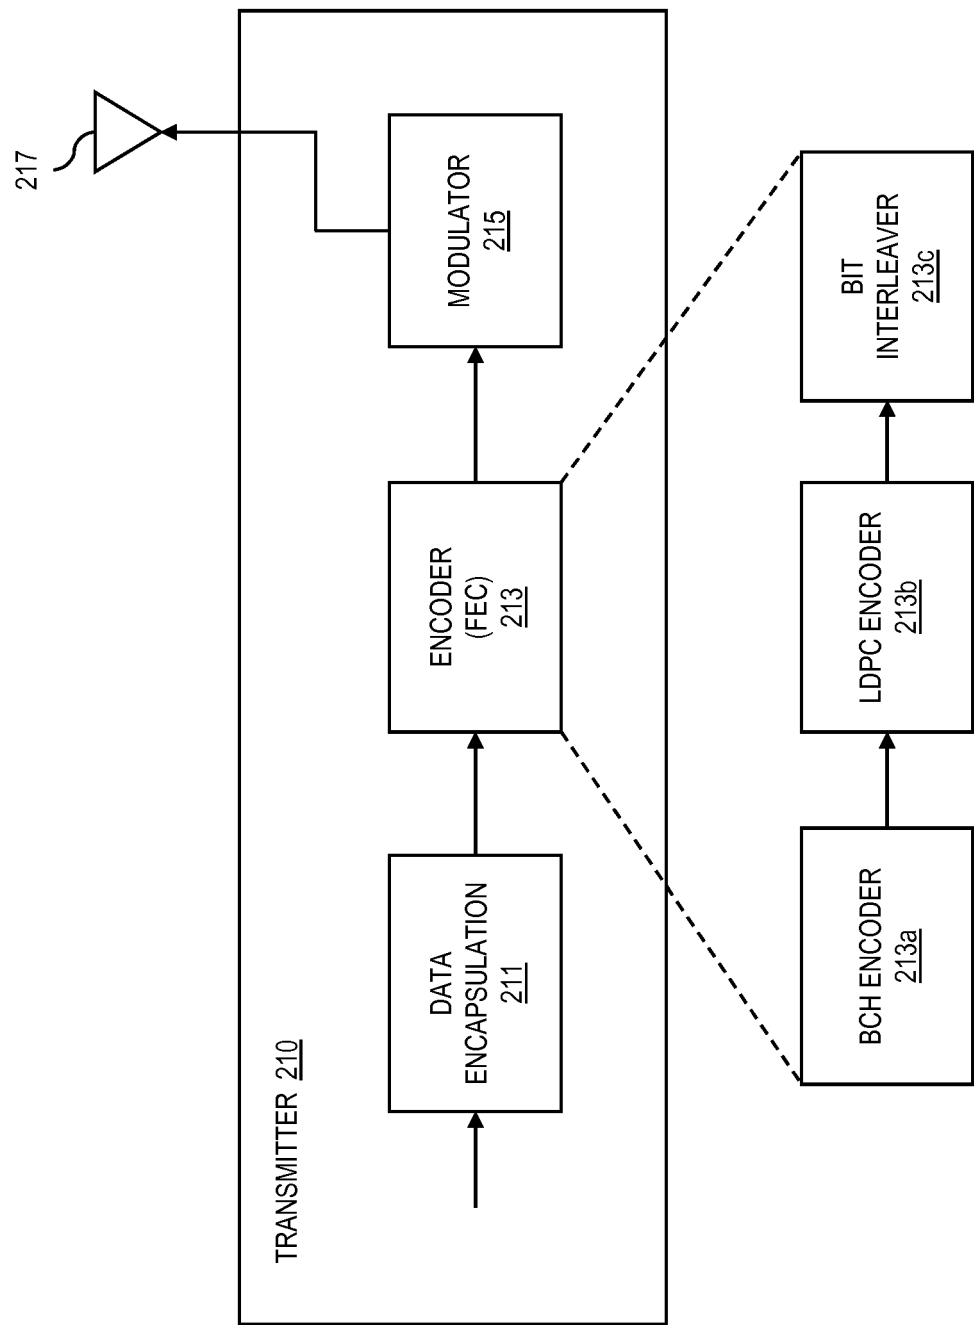 TRANSMITTER 210
DATA
ENCAPSULATION
211
ENCODER
(FEC)
213
MODULATOR
215
217
BCH ENCODER
213a
LDPC ENCODER
213b
BIT
INTERLEAVER
213c